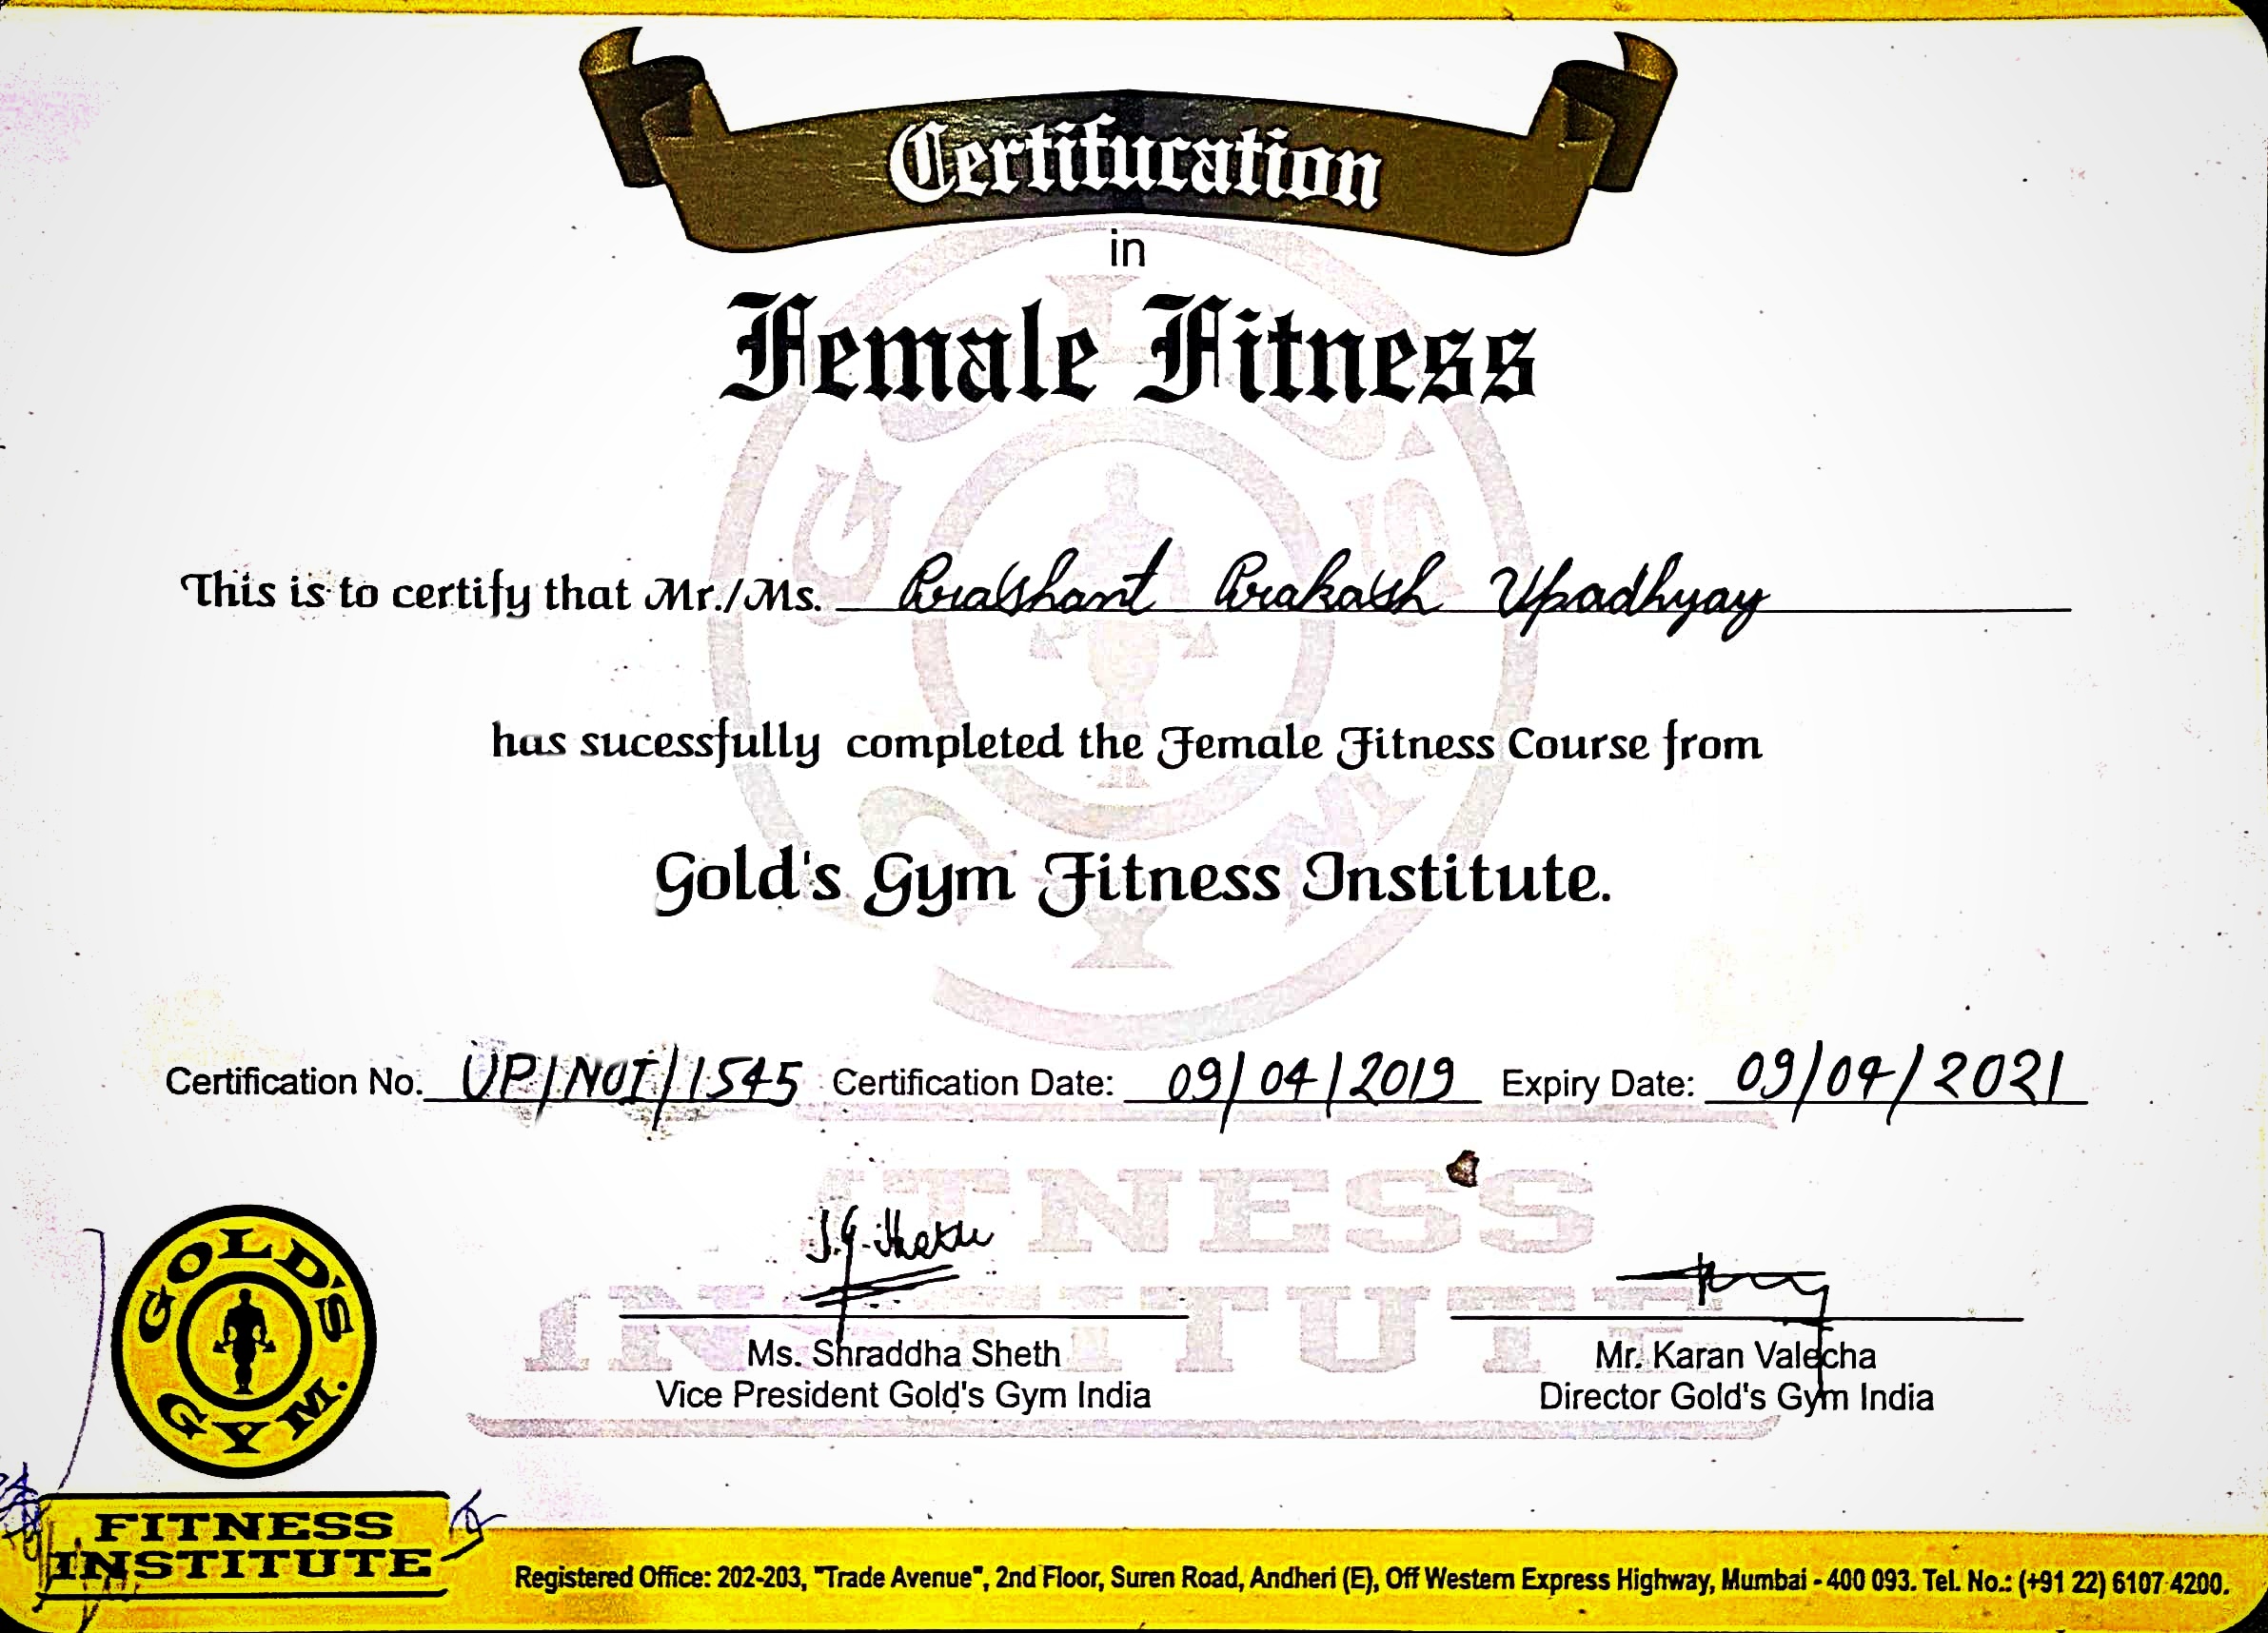 Certifucation
in
Female Fitness
This is to certify that Mr./Ms. Prashant Prakash Upadhyay
has sucessfully completed the Female Fitness Course from
Gold's Gym Fitness Institute.
Certification No. UP/NOI/1545 Certification Date: 09/04/2019 Expiry Date: 09/04/2021
Ms. Shraddha Sheth
Vice President Gold's Gym India
Mr. Karan Valecha
Director Gold's Gym India
GOLD'S
GYM.
FITNESS
INSTITUTE
Registered Office: 202-203, "Trade Avenue", 2nd Floor, Suren Road, Andheri (E), Off Western Express Highway, Mumbai - 400 093. Tel. No.: (+91 22) 6107 4200.